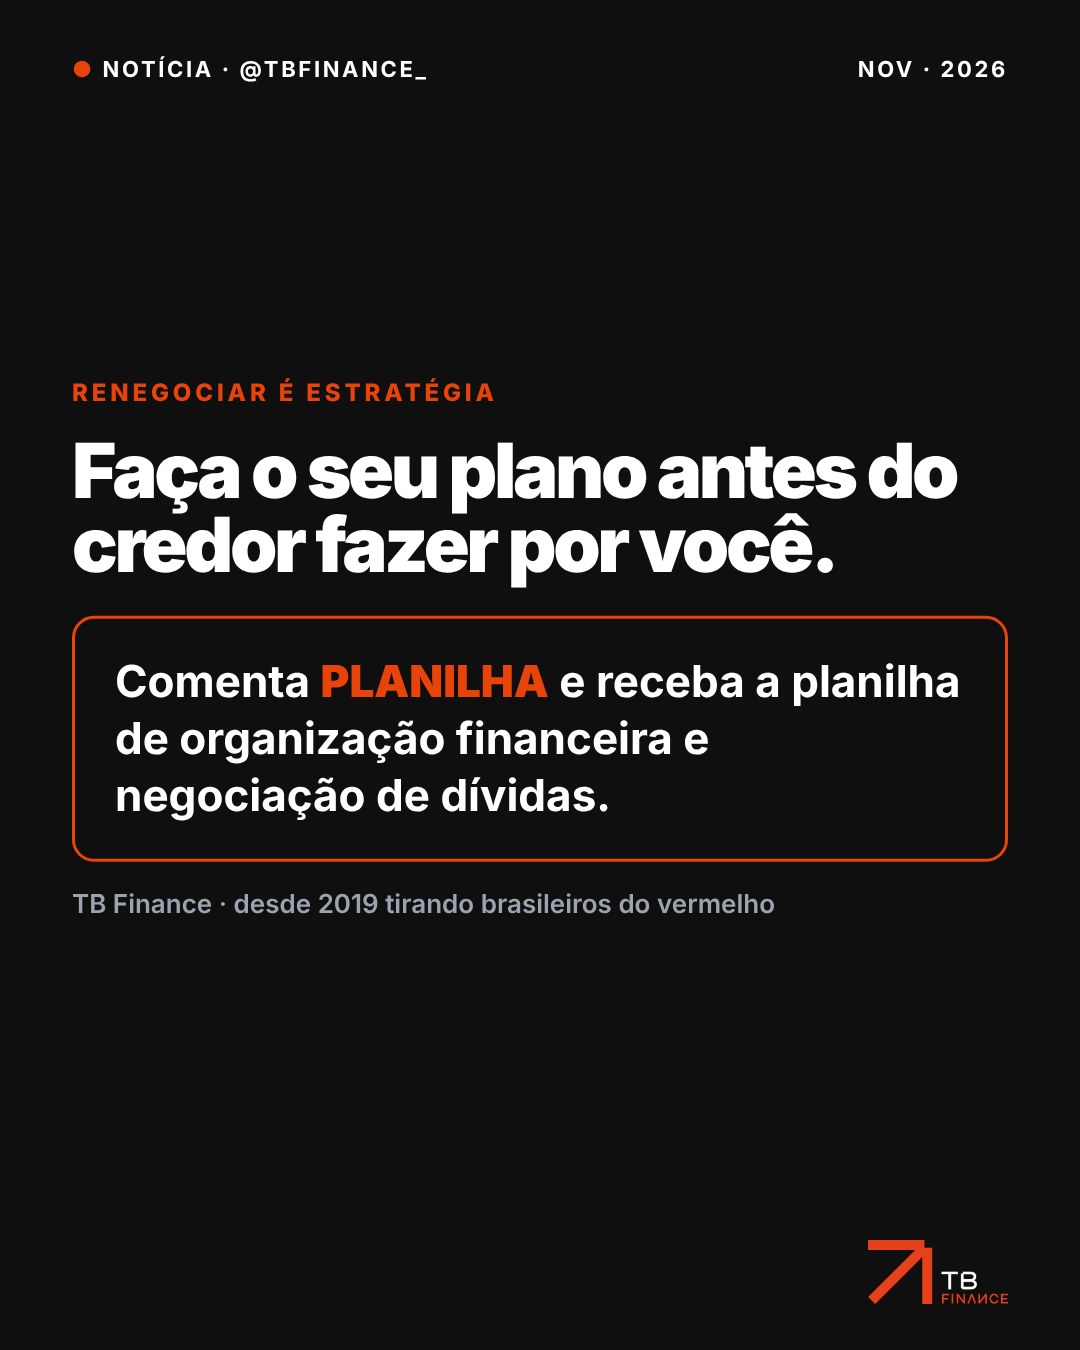 NOTÍCIA · @TBFINANCE_
NOV · 2026
RENEGOCIAR É ESTRATÉGIA
Faça o seu plano antes do
credor fazer por você.
Comenta PLANILHA e receba a planilha
de organização financeira e
negociação de dívidas.
TB Finance · desde 2019 tirando brasileiros do vermelho
TB
FINANCE